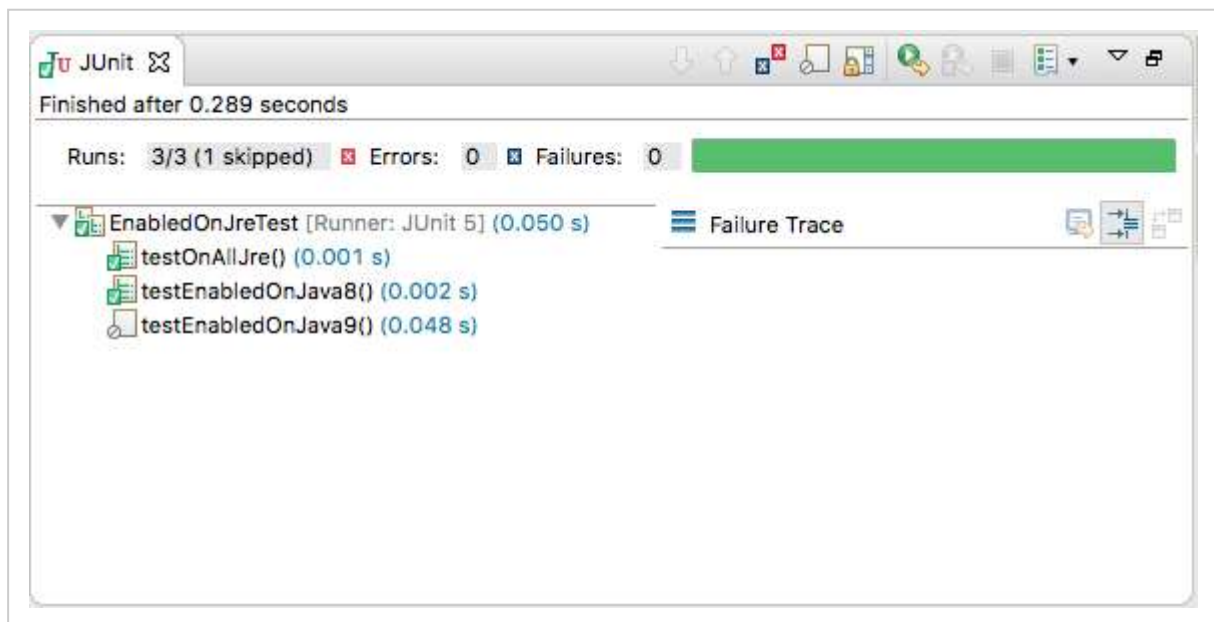 JU JUnit
Finished after 0.289 seconds
Runs: 3/3 (1 skipped) Errors: 0 Failures: 0
EnabledOnJreTest [Runner: JUnit 5] (0.050 s)
Failure Trace
testOnAllJre() (0.001 s)
testEnabledOnJava8() (0.002 s)
testEnabledOnJava9() (0.048 s)